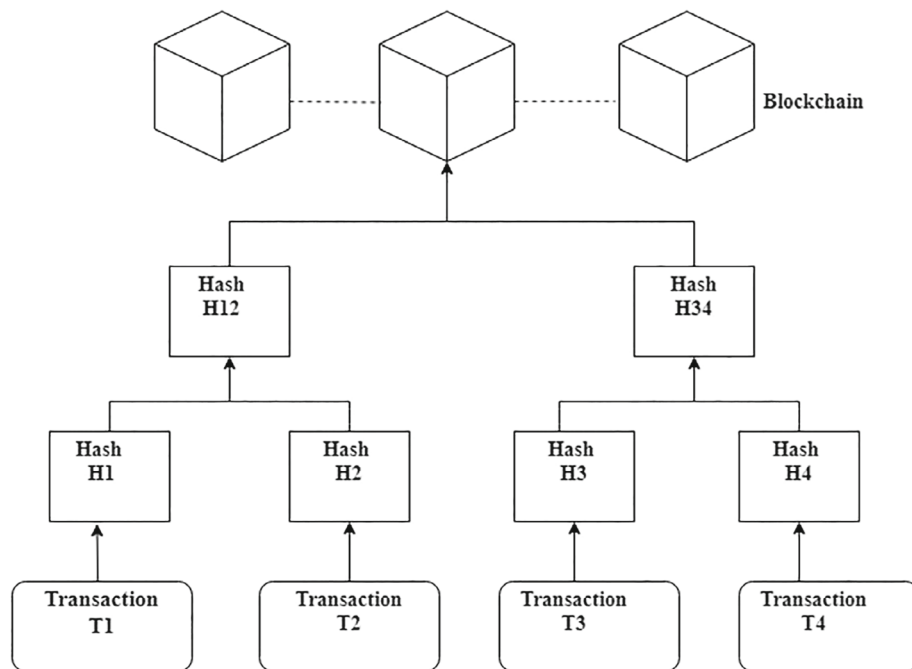 Blockchain
Hash
H12
Hash
H34
Hash
H1
Hash
H2
Hash
H3
Hash
H4
Transaction
T1
Transaction
T2
Transaction
T3
Transaction
T4